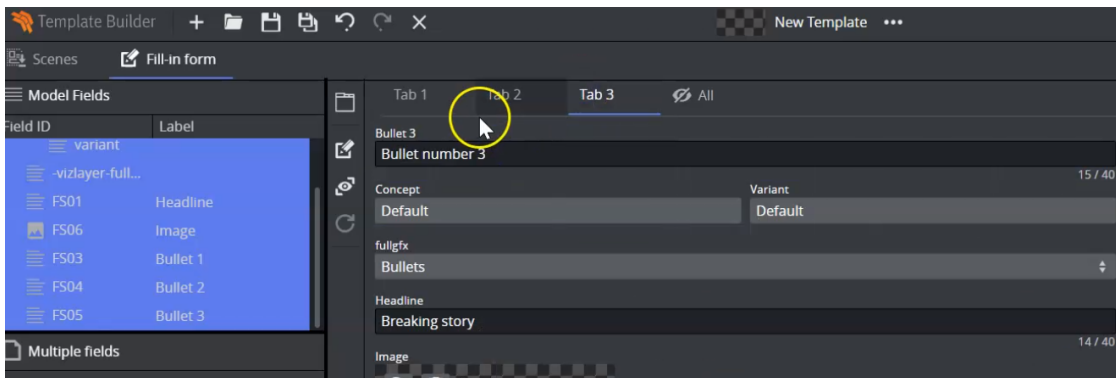 Template Builder
New Template
Scenes
Fill-in form
Model Fields
Tab 1
Tab 2
Tab 3
All
Field ID
Label
variant
-vizlayer-full...
FS01
Headline
FS06
Image
FS03
Bullet 1
FS04
Bullet 2
FS05
Bullet 3
Multiple fields
Bullet 3
Bullet number 3
15 / 40
Concept
Variant
Default
Default
fullgfx
Bullets
Headline
Breaking story
14 / 40
Image